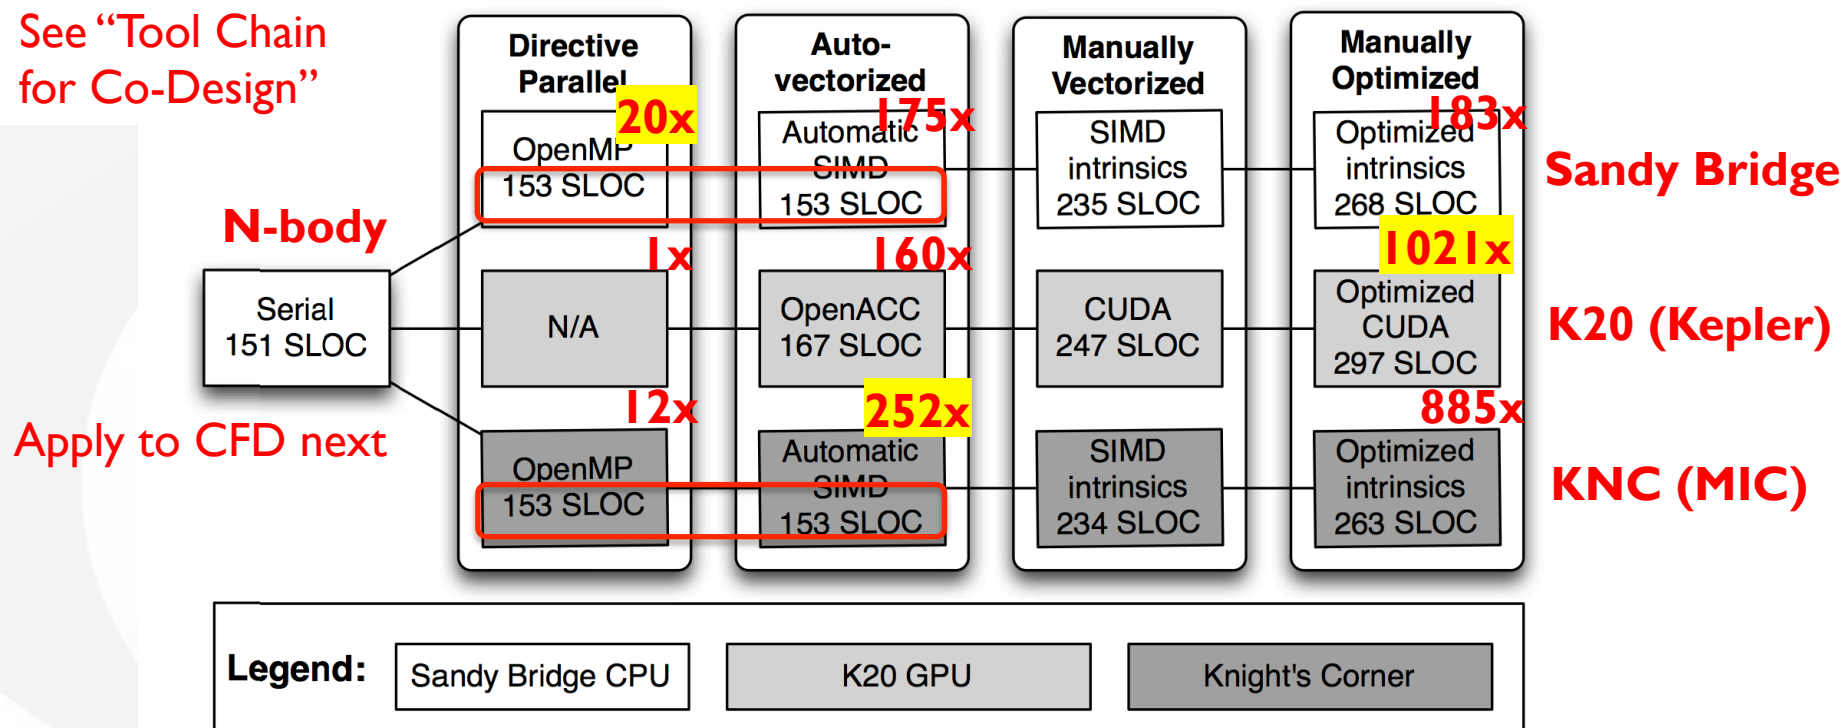 See “Tool Chain
for Co-Design”
Directive
Parallel
Auto-
vectorized
Manually
Vectorized
Manually
Optimized
20x
175x
183x
OpenMP
153 SLOC
Automatic
SIMD
153 SLOC
SIMD
intrinsics
235 SLOC
Optimized
intrinsics
268 SLOC
Sandy Bridge
N-body
1x
160x
1021x
Serial
151 SLOC
N/A
OpenACC
167 SLOC
CUDA
247 SLOC
Optimized
CUDA
297 SLOC
K20 (Kepler)
12x
252x
885x
Apply to CFD next
OpenMP
153 SLOC
Automatic
SIMD
153 SLOC
SIMD
intrinsics
234 SLOC
Optimized
intrinsics
263 SLOC
KNC (MIC)
Legend:
Sandy Bridge CPU
K20 GPU
Knight's Corner